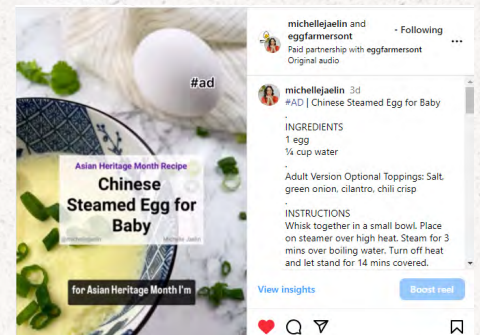 #ad
Asian Heritage Month Recipe
Chinese
Steamed Egg for
Baby
@michellejaelin Michelle Jaelin
for Asian Heritage Month I'm
michellejaelin and
eggfarmersont
• Following
...
Paid partnership with eggfarmersont
Original audio
michellejaelin 3d
#AD | Chinese Steamed Egg for Baby
.
INGREDIENTS
1 egg
¼ cup water
.
Adult Version Optional Toppings: Salt,
green onion, cilantro, chili crisp
.
INSTRUCTIONS
Whisk together in a small bowl. Place
on steamer over high heat. Steam for 3
mins over boiling water. Turn off heat
and let stand for 14 mins covered.
View insights
Boost reel